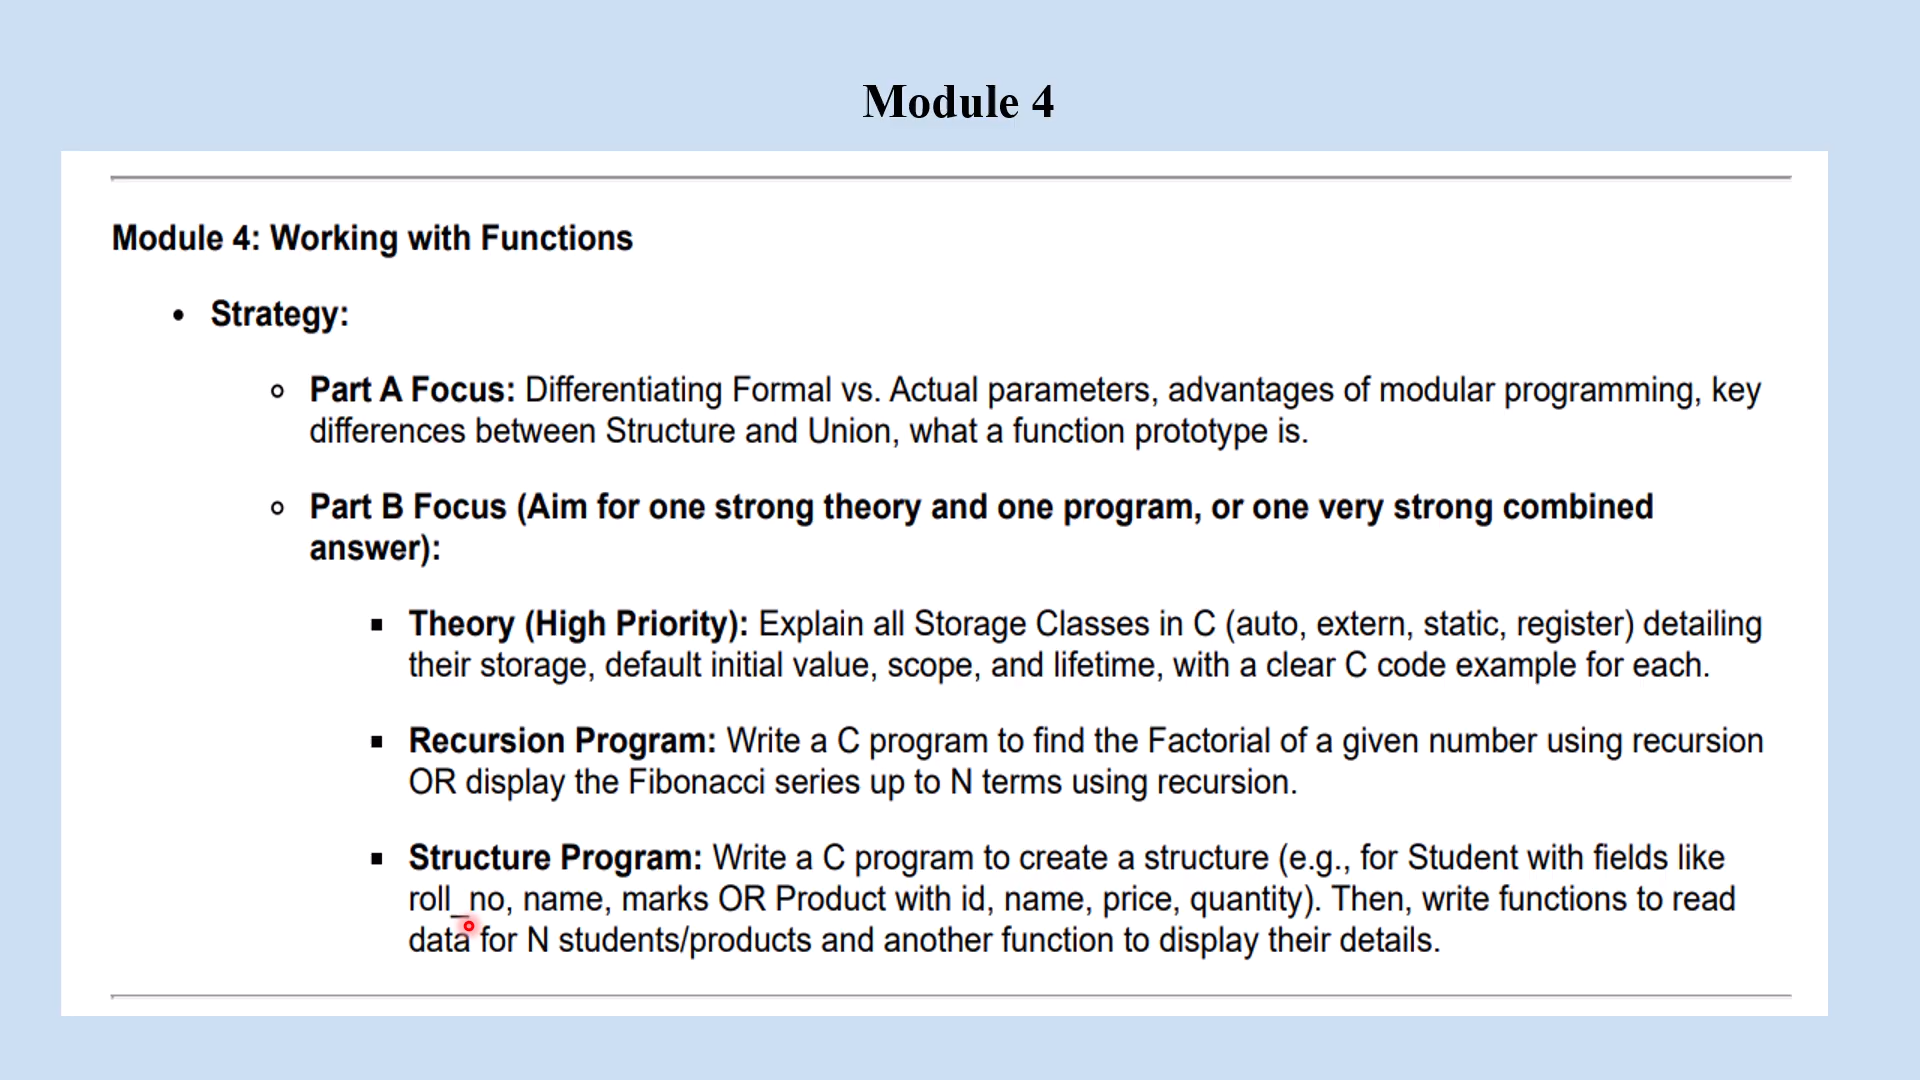 Module 4
Module 4: Working with Functions
• Strategy:
o Part A Focus: Differentiating Formal vs. Actual parameters, advantages of modular programming, key
differences between Structure and Union, what a function prototype is.
o Part B Focus (Aim for one strong theory and one program, or one very strong combined
answer):
▪ Theory (High Priority): Explain all Storage Classes in C (auto, extern, static, register) detailing
their storage, default initial value, scope, and lifetime, with a clear C code example for each.
▪ Recursion Program: Write a C program to find the Factorial of a given number using recursion
OR display the Fibonacci series up to N terms using recursion.
▪ Structure Program: Write a C program to create a structure (e.g., for Student with fields like
roll_no, name, marks OR Product with id, name, price, quantity). Then, write functions to read
data for N students/products and another function to display their details.